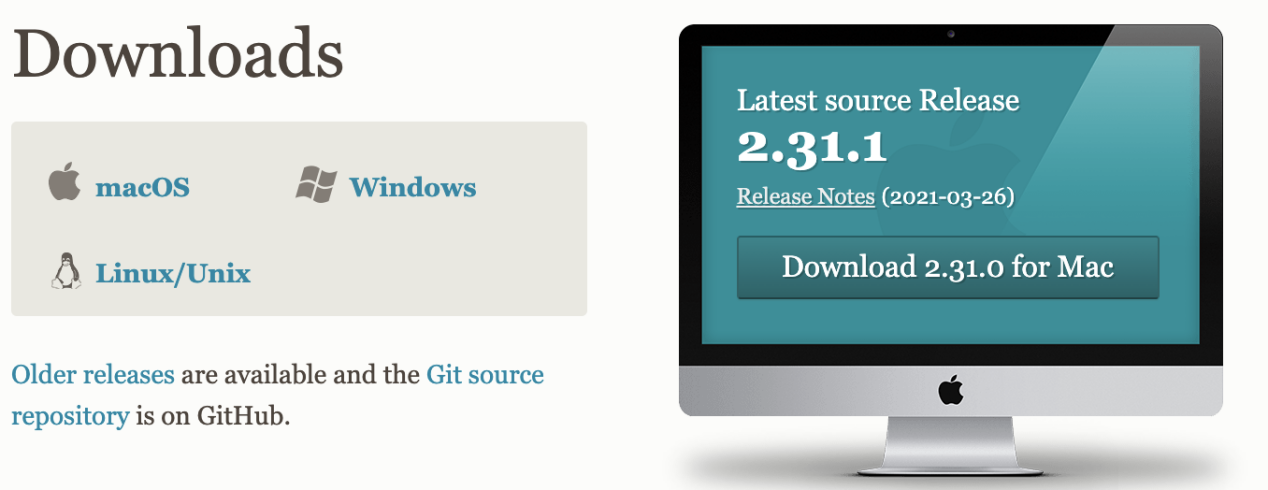 Downloads
macOS
Windows
Linux/Unix
Older releases are available and the Git source
repository is on GitHub.
Latest source Release
2.31.1
Release Notes (2021-03-26)
Download 2.31.0 for Mac